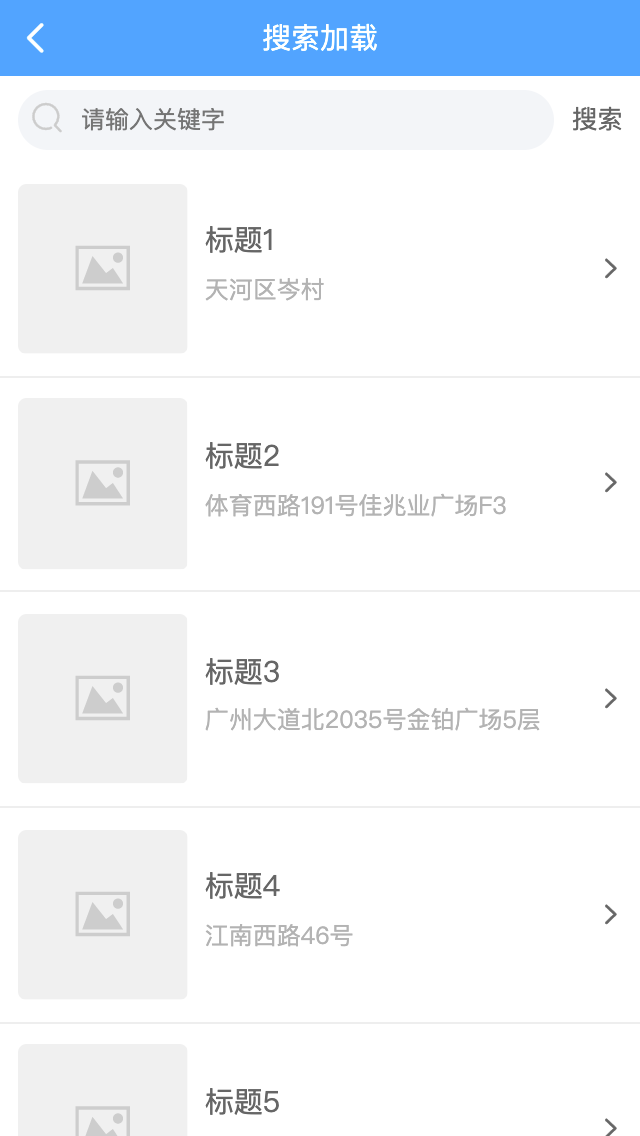 搜索加载
请输入关键字
搜索
标题1
天河区岑村
标题2
体育西路191号佳兆业广场F3
标题3
广州大道北2035号金铂广场5层
标题4
江南西路46号
标题5